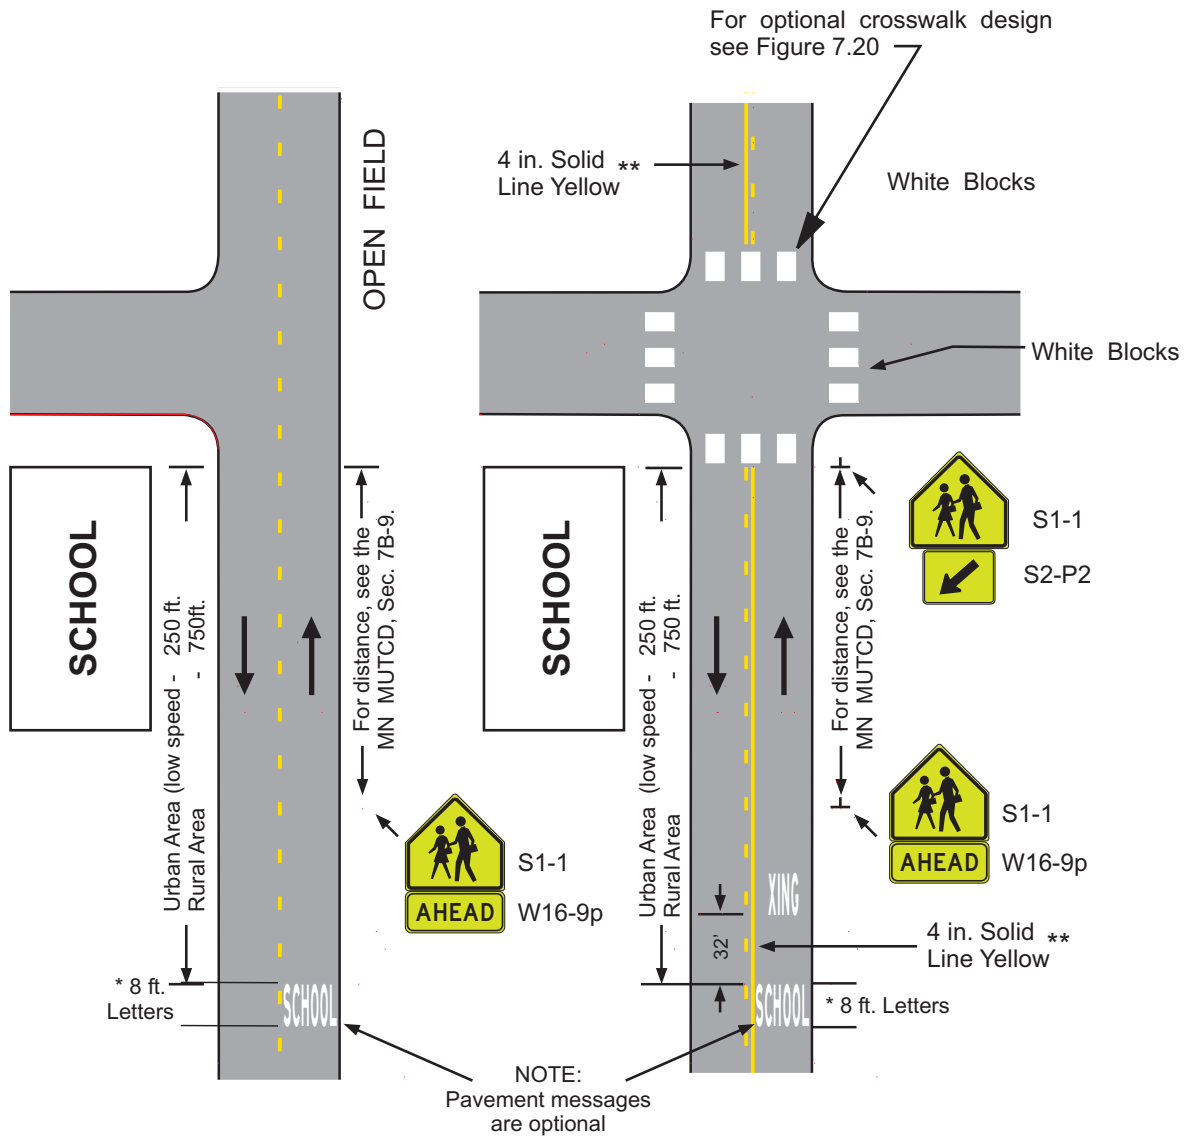 For optional crosswalk design
see Figure 7.20
OPEN FIELD
4 in. Solid **
Line Yellow
White Blocks
White Blocks
SCHOOL
Urban Area (low speed - 250 ft.
Rural Area - 750ft.
For distance, see the
MN MUTCD, Sec. 7B-9.
S1-1
AHEAD W16-9p
* 8 ft.
Letters
SCHOOL
SCHOOL
Urban Area (low speed - 250 ft.
Rural Area - 750 ft.
For distance, see the
MN MUTCD, Sec. 7B-9.
S1-1
S2-P2
S1-1
AHEAD W16-9p
XING
32'
4 in. Solid **
Line Yellow
SCHOOL
* 8 ft. Letters
NOTE:
Pavement messages
are optional